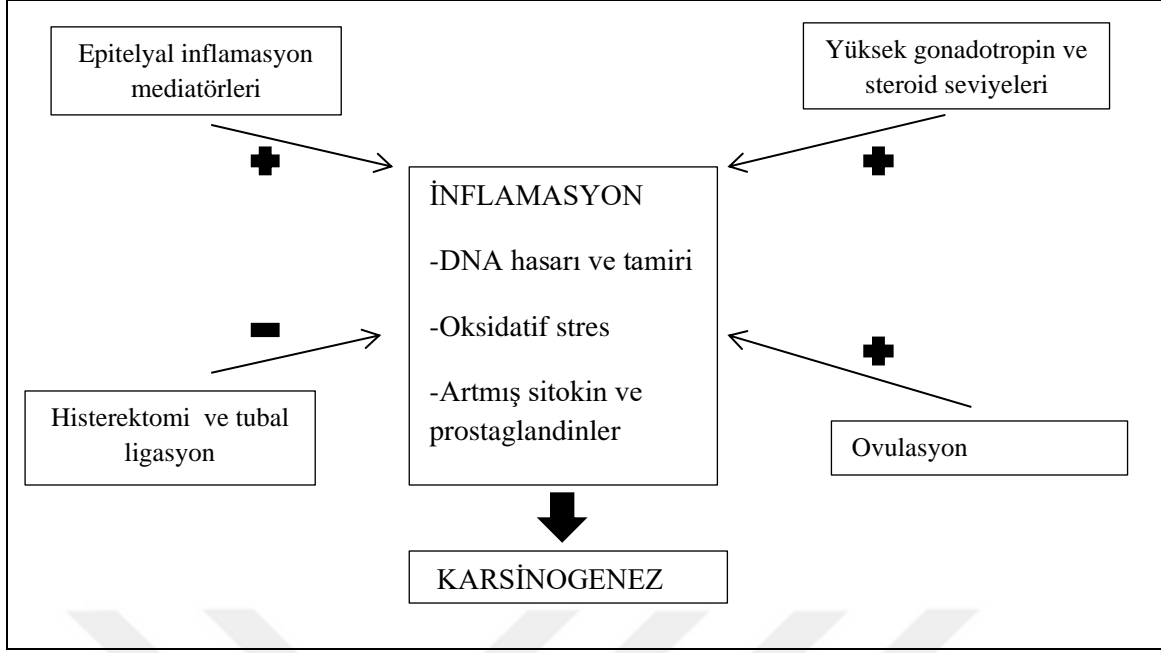 Epitelyal inflamasyon
mediatörleri
Yüksek gonadotropin ve
steroid seviyeleri
İNFLAMASYON
-DNA hasarı ve tamiri
-Oksidatif stres
-Artmış sitokin ve
prostaglandinler
Histerektomi ve tubal
ligasyon
Ovulasyon
KARSİNOGENEZ